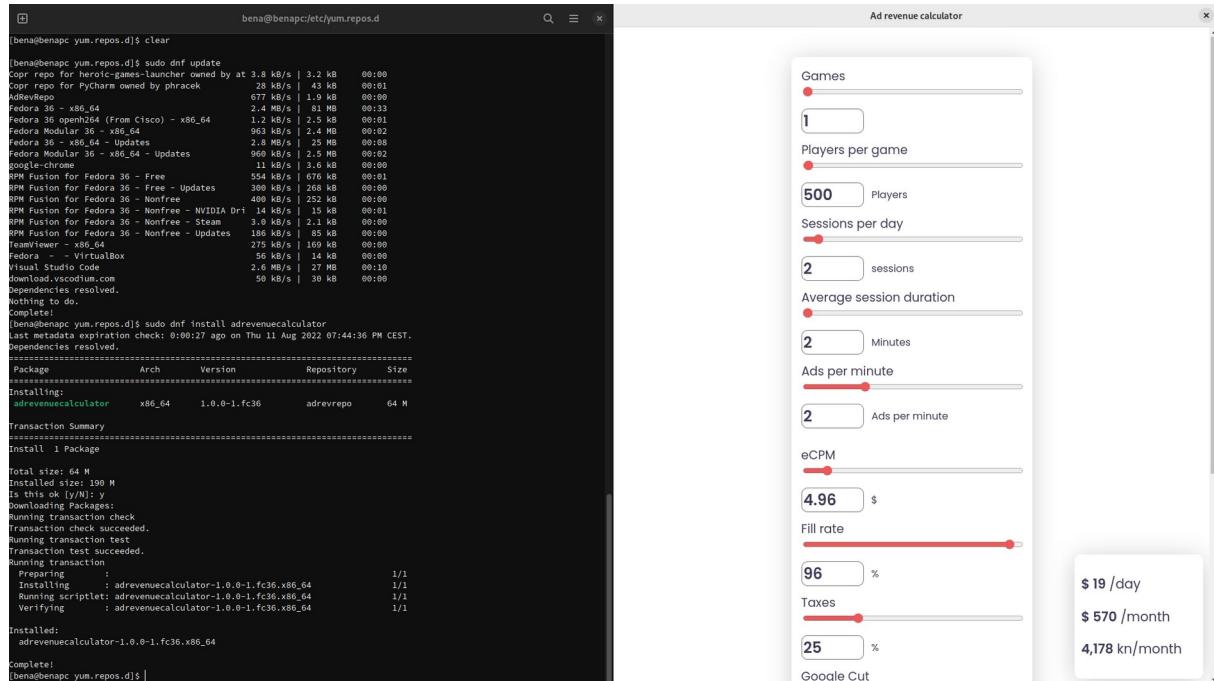 bena@benapc:/etc/yum.repos.d
[bena@benapc yum.repos.d]$ clear
[bena@benapc yum.repos.d]$ sudo dnf update
Copr repo for heroic-games-launcher owned by at 3.8 kB/s | 3.2 kB 00:00
Copr repo for PyCharm owned by phracek 28 kB/s | 43 kB 00:01
AdRevRepo 677 kB/s | 1.9 kB 00:00
Fedora 36 - x86_64 2.4 MB/s | 81 MB 00:33
Fedora 36 openh264 (From Cisco) - x86_64 1.2 kB/s | 2.5 kB 00:01
Fedora Modular 36 - x86_64 963 kB/s | 2.4 MB 00:02
Fedora 36 - x86_64 - Updates 2.8 MB/s | 25 MB 00:08
Fedora Modular 36 - x86_64 - Updates 960 kB/s | 2.5 MB 00:02
google-chrome 11 kB/s | 3.6 kB 00:00
RPM Fusion for Fedora 36 - Free 554 kB/s | 676 kB 00:01
RPM Fusion for Fedora 36 - Free - Updates 300 kB/s | 268 kB 00:00
RPM Fusion for Fedora 36 - Nonfree 400 kB/s | 252 kB 00:00
RPM Fusion for Fedora 36 - Nonfree - NVIDIA Dri 14 kB/s | 15 kB 00:01
RPM Fusion for Fedora 36 - Nonfree - Steam 3.0 kB/s | 2.1 kB 00:00
RPM Fusion for Fedora 36 - Nonfree - Updates 186 kB/s | 85 kB 00:00
TeamViewer - x86_64 275 kB/s | 169 kB 00:00
Fedora - - VirtualBox 56 kB/s | 14 kB 00:00
Visual Studio Code 2.6 MB/s | 27 MB 00:10
download.vscodium.com 50 kB/s | 30 kB 00:00
Dependencies resolved.
Nothing to do.
Complete!
[bena@benapc yum.repos.d]$ sudo dnf install adrevenuecalculator
Last metadata expiration check: 0:00:27 ago on Thu 11 Aug 2022 07:44:36 PM CEST.
Dependencies resolved.
Package Arch Version Repository Size
Installing:
adrevenuecalculator x86_64 1.0.0-1.fc36 adrevrepo 64 M
Transaction Summary
Install 1 Package
Total size: 64 M
Installed size: 190 M
Is this ok [y/N]: y
Downloading Packages:
Running transaction check
Transaction check succeeded.
Running transaction test
Transaction test succeeded.
Running transaction
Preparing : 1/1
Installing : adrevenuecalculator-1.0.0-1.fc36.x86_64 1/1
Running scriptlet: adrevenuecalculator-1.0.0-1.fc36.x86_64 1/1
Verifying : adrevenuecalculator-1.0.0-1.fc36.x86_64 1/1
Installed:
adrevenuecalculator-1.0.0-1.fc36.x86_64
Complete!
[bena@benapc yum.repos.d]$
Ad revenue calculator
Games
1
Players per game
500 Players
Sessions per day
2 sessions
Average session duration
2 Minutes
Ads per minute
2 Ads per minute
eCPM
4.96 $
Fill rate
96 %
Taxes
25 %
Google Cut
$ 19 /day
$ 570 /month
4,178 kn/month